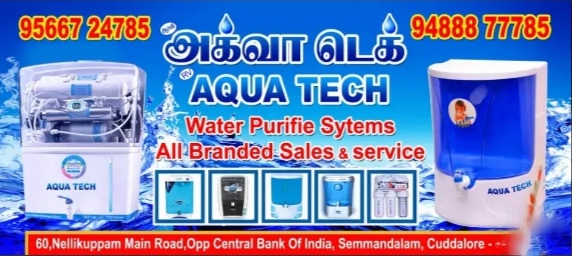 95667 24785
94888 77785
அக்வா டெக்
RV
AQUA TECH
Water Purifie Sytems
All Branded Sales & service
AQUA TECH
AQUA TECH
60,Nellikuppam Main Road,Opp Central Bank Of India, Semmandalam, Cuddalore -